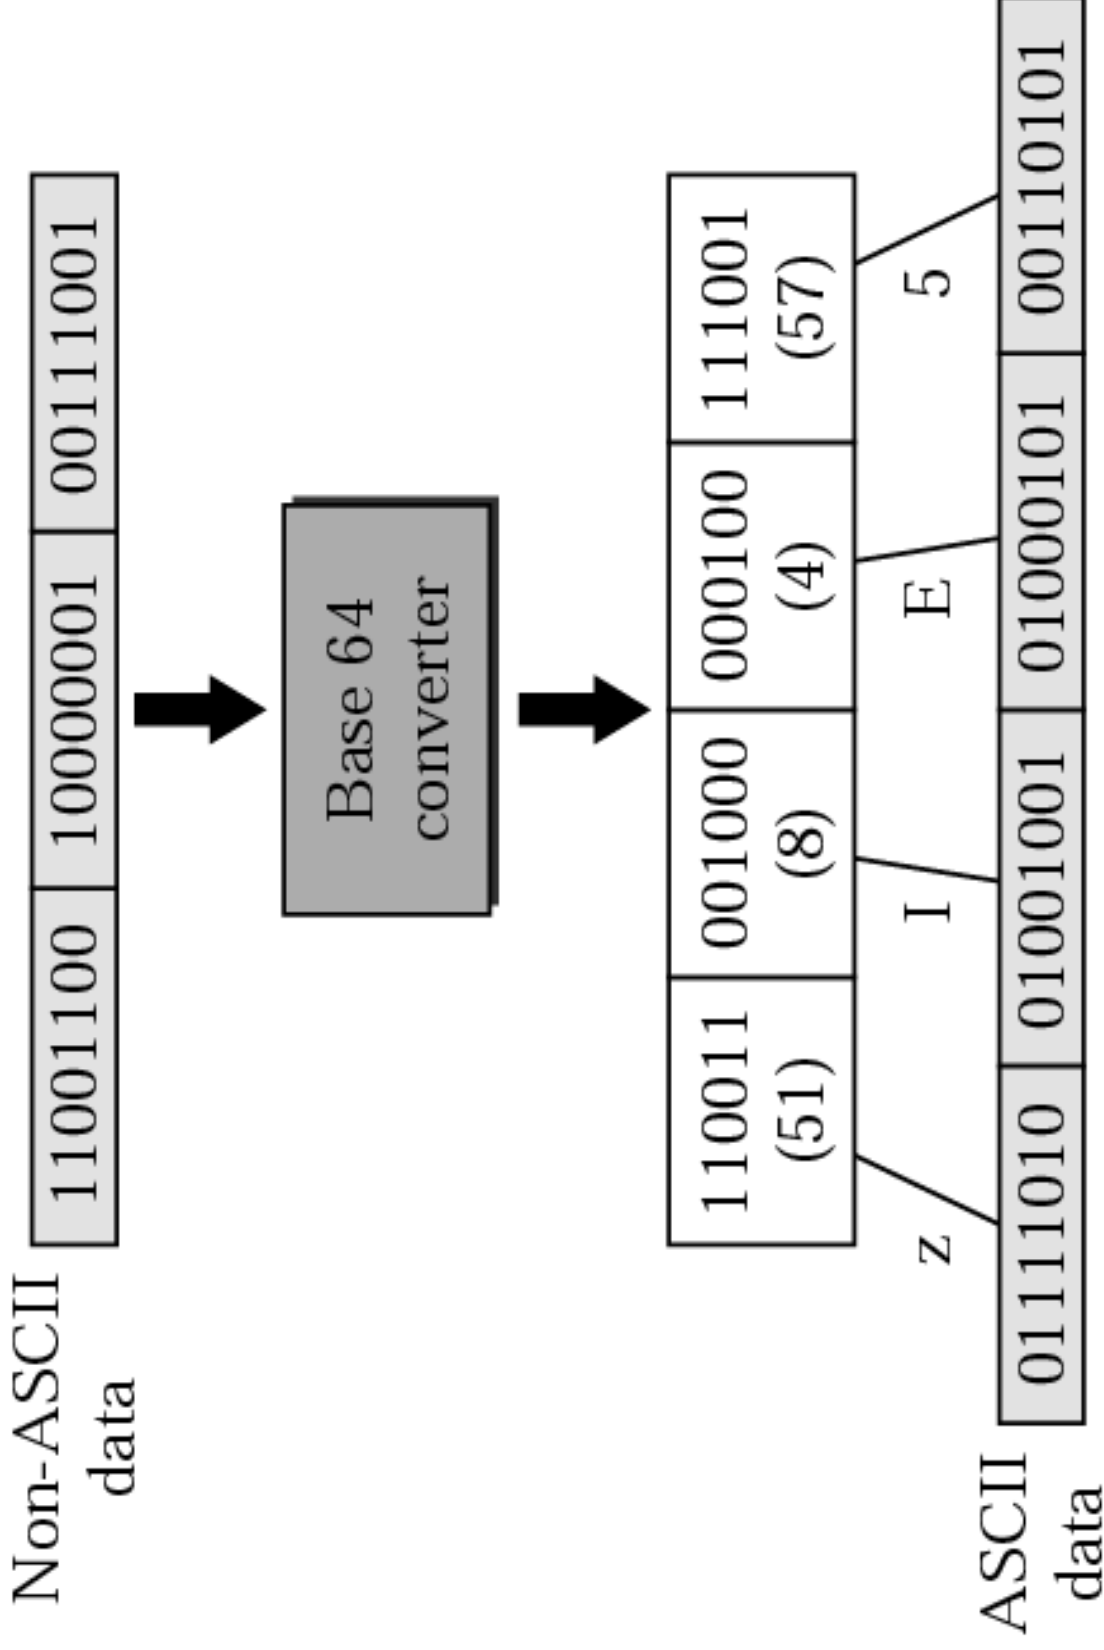 Non-ASCII
data
11001100 10000001 00111001
Base 64
converter
110011 001000 000100 111001
(51) (8) (4) (57)
z I E 5
ASCII
data
01111010 01001001 01000101 00110101